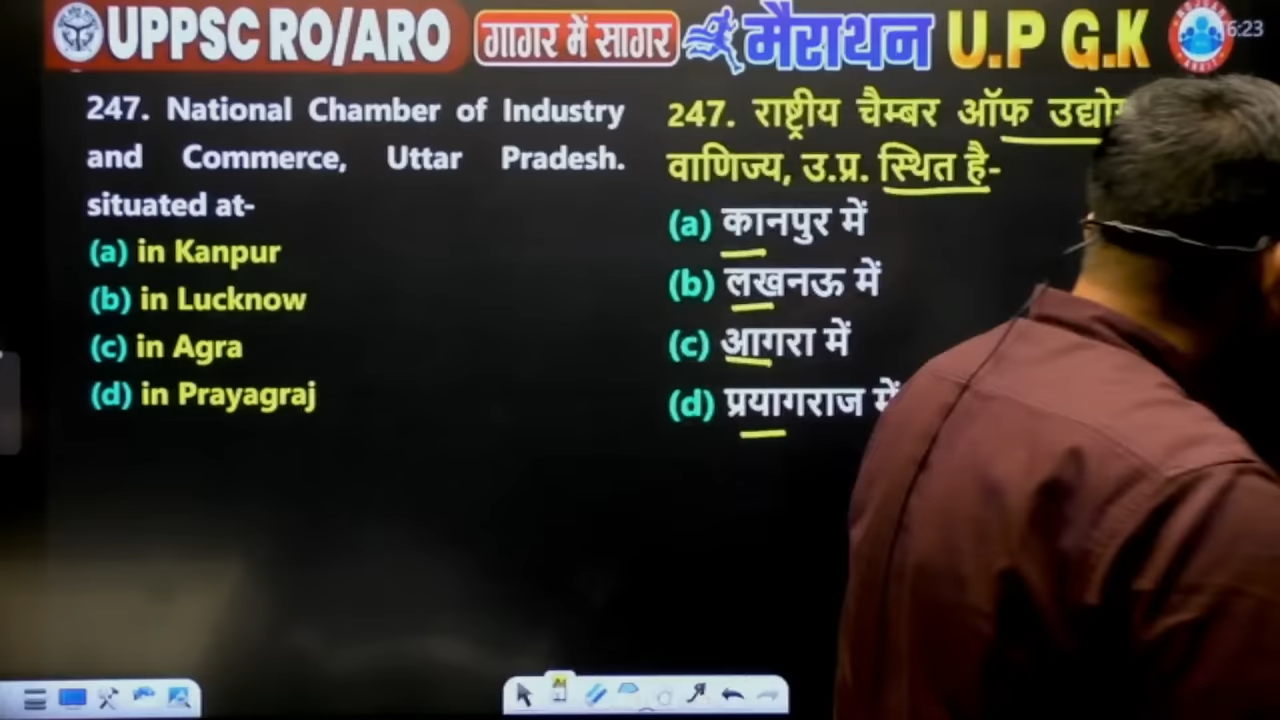 UPPSC RO/ARO गागर में सागर मैराथन U.P G.K
6:23
247. National Chamber of Industry
and Commerce, Uttar Pradesh.
situated at-
(a) in Kanpur
(b) in Lucknow
(c) in Agra
(d) in Prayagraj
247. राष्ट्रीय चैम्बर ऑफ
वाणिज्य, उ.प्र. स्थित है-
(a) कानपुर में
(b) लखनऊ में
(c) आगरा में
(d) प्रयागराज में